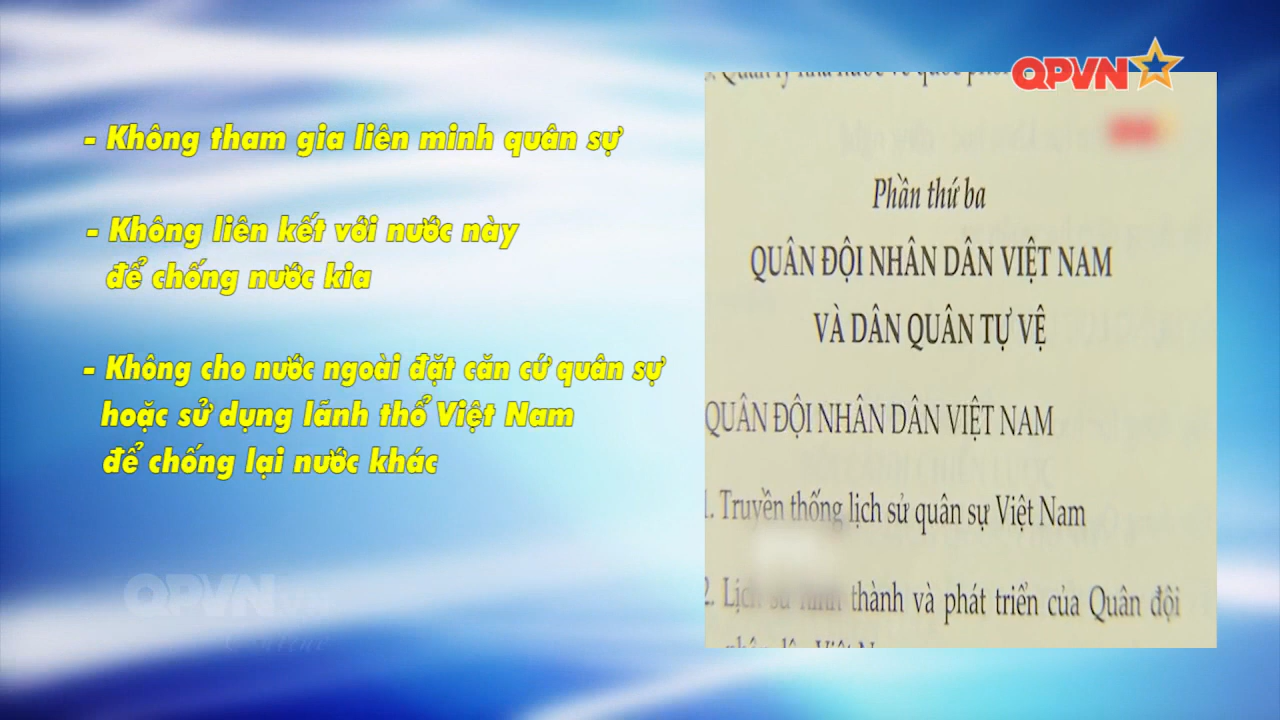 QPVN
- Không tham gia liên minh quân sự
- Không liên kết với nước này
để chống nước kia
- Không cho nước ngoài đặt căn cứ quân sự
hoặc sử dụng lãnh thổ Việt Nam
để chống lại nước khác
Phần thứ ba
QUÂN ĐỘI NHÂN DÂN VIỆT NAM
VÀ DÂN QUÂN TỰ VỆ
QUÂN ĐỘI NHÂN DÂN VIỆT NAM
1. Truyền thống lịch sử quân sự Việt Nam
2. Lịch sử hình thành và phát triển của Quân đội
QPVN